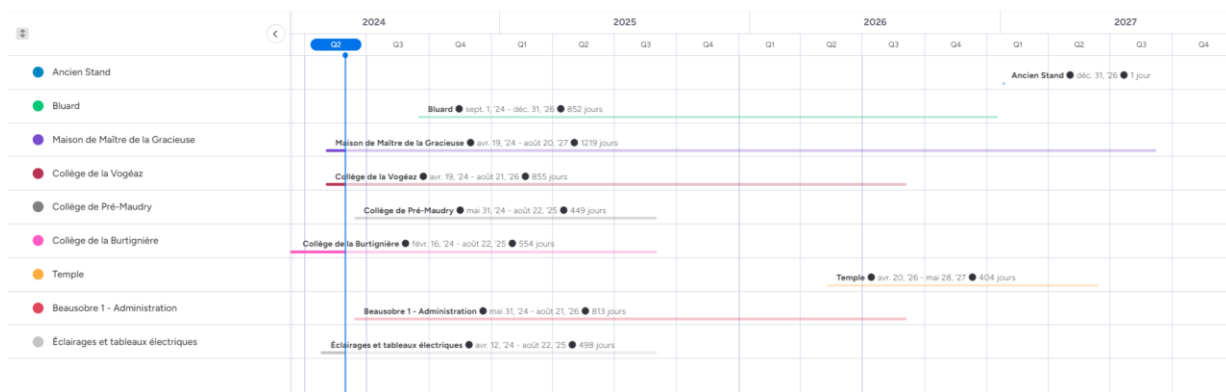 2024 2025 2026 2027
Q2 Q3 Q4 Q1 Q2 Q3 Q1 Q2 Q3 Q4 Q1 Q2 Q3 Q4
Ancien Stand Ancien Stand ● déc. 31, '26 ● 1 jour
Bluard Bluard ● sept. 1, '24 - déc. 31, '26 ● 852 jours
Maison de Maître de la Gracieuse Maison de Maître de la Gracieuse ● avr. 19, '24 - août 20, '27 ● 1219 jours
Collège de la Vogéaz Collège de la Vogéaz ● avr. 19, '24 - août 21, '26 ● 855 jours
Collège de Pré-Maudry Collège de Pré-Maudry ● mai 31, '24 - août 22, '25 ● 449 jours
Collège de la Burtignière Collège de la Burtignière ● févr. 16, '24 - août 22, '25 ● 554 jours
Temple Temple ● avr. 20, '26 - mai 28, '27 ● 404 jours
Beausobre 1 - Administration Beausobre 1 - Administration ● mai 31, '24 - août 21, '26 ● 813 jours
Éclairages et tableaux électriques Éclairages et tableaux électriques ● avr. 12, '24 - août 22, '25 ● 498 jours